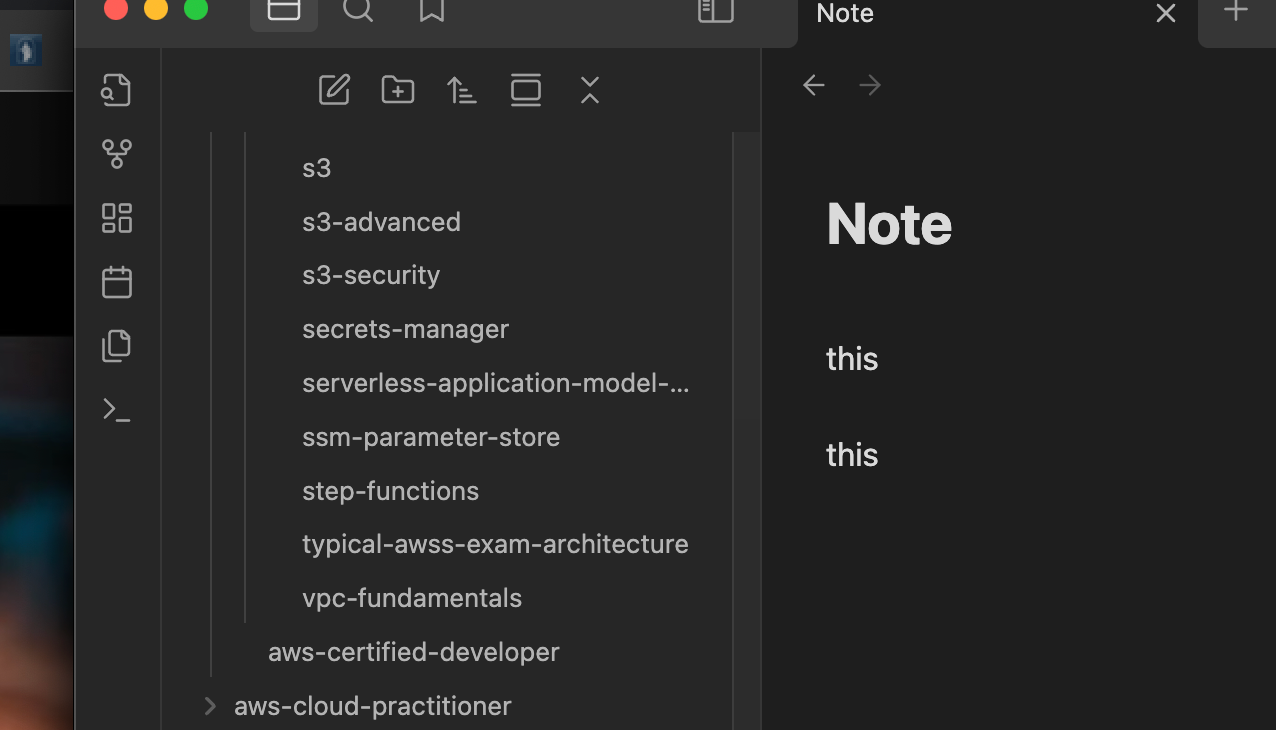 Note
s3
s3-advanced
s3-security
secrets-manager
serverless-application-model-...
ssm-parameter-store
step-functions
typical-awss-exam-architecture
vpc-fundamentals
aws-certified-developer
aws-cloud-practitioner
Note
this
this